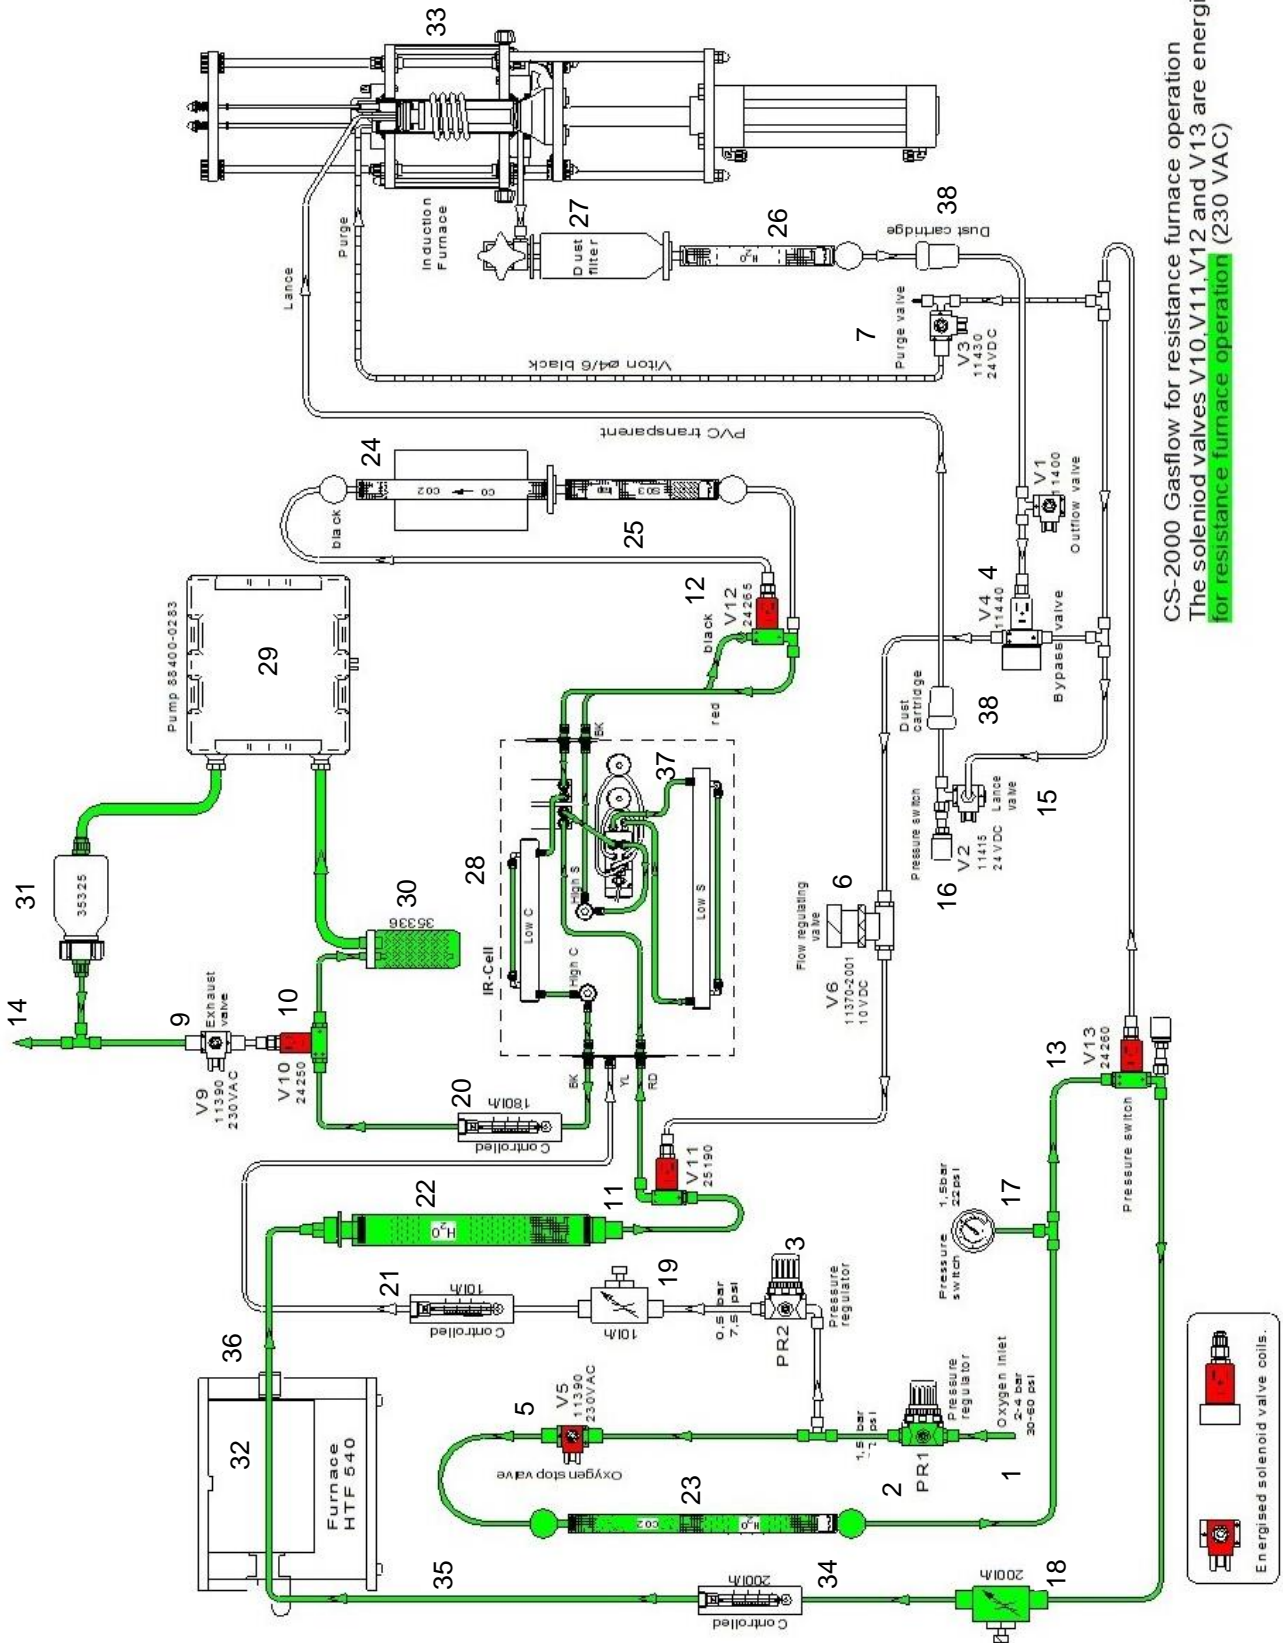 CS-2000 Gasflow for resistance furnace operation
The soleniod valves V10,V11,V12 and V13 are energi
for resistance furnace operation (230 VAC)
14
31
35325
Pump 88400-0283
29
30
35336
9
Exhaust
valve
V9
11390
230VAC
10
V10
24250
20
180l/h
Controlled
24
black
CO2
CO
25
SO3
12
V12
24265
black
red
28
IR-Cell
Low C
High C
High S
Low S
37
BK
BK
YL
RD
33
Lance
Purge
Induction
Furnace
27
Dust
filter
26
H2O
38
Dust cartridge
7
Purge valve
V3
11430
24VDC
Viton ø4/6 black
PVC transparent
V1
11400
Outflow valve
4
V4
11440
Bypass valve
Dust
cartridge
38
Pressure switch
16
V2
11415
24VDC
Lance
valve
15
Flow regulating
valve
6
V6
11370-2001
10VDC
36
32
Furnace
HTF 540
35
22
H2O
11
V11
25190
21
10l/h
Controlled
19
10l/h
0,5 bar
7,5 psi
3
PR2
Pressure
regulator
5
V5
11390
230VAC
Oxygen stop valve
23
CO2
H2O
2
PR1
1,5 bar
Pressure
regulator
1
Oxygen inlet
2-4 bar
30-60 psi
17
Pressure
switch
1,5bar
22psi
13
V13
24260
Pressure switch
34
200l/h
Controlled
18
200l/h
Energised solenoid valve coils.